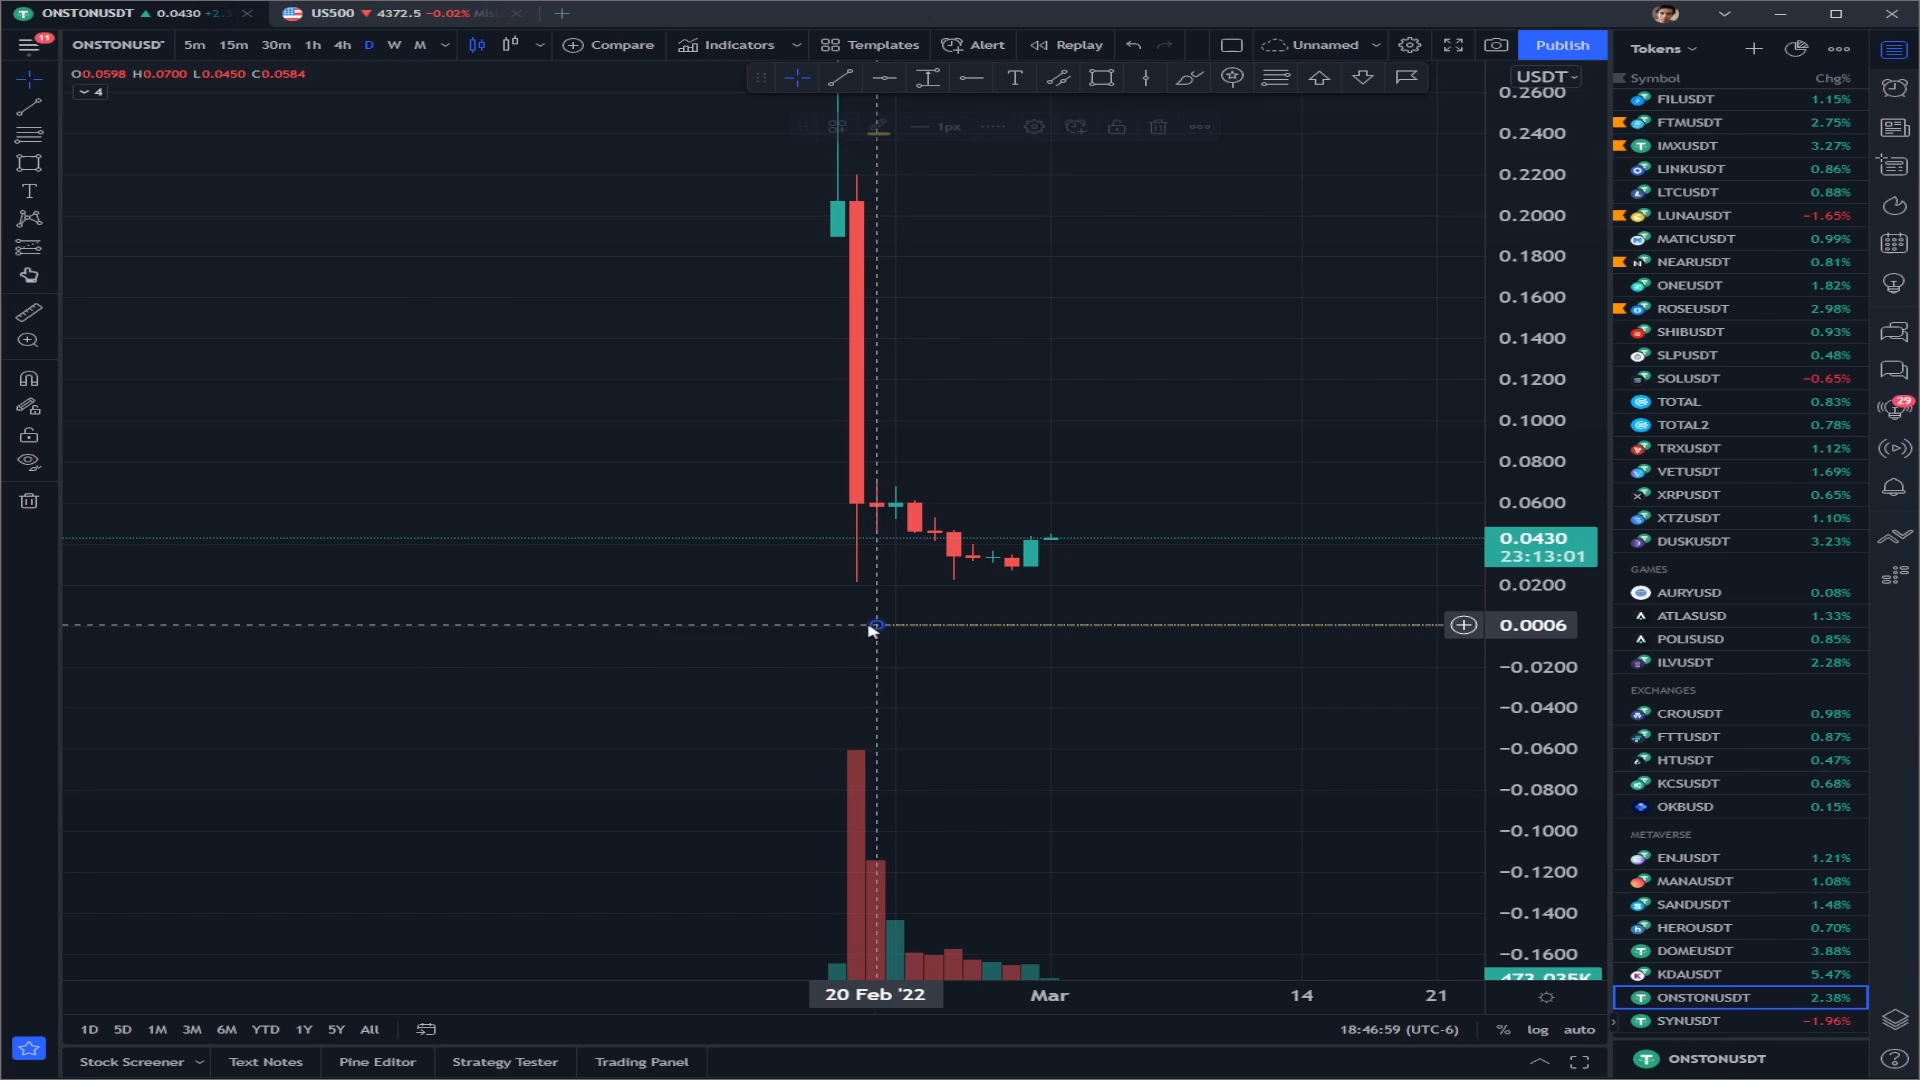 ONSTONUSDT ▲ 0.0430 +2.
US500 ▼ 4372.5 −0.02%
11
ONSTONUSD
5m 15m 30m 1h 4h D W M
Compare
Indicators
Templates
Alert
Replay
Unnamed
Publish
Tokens
O0.0598 H0.0700 L0.0450 C0.0584
4
1px
USDT
0.2600
0.2400
0.2200
0.2000
0.1800
0.1600
0.1400
0.1200
0.1000
0.0800
0.0600
0.0430
23:13:01
0.0200
0.0006
−0.0200
−0.0400
−0.0600
−0.0800
−0.1000
−0.1200
−0.1400
−0.1600
473.035K
20 Feb '22
Mar
14
21
1D 5D 1M 3M 6M YTD 1Y 5Y All
18:46:59 (UTC-6) % log auto
Stock Screener
Text Notes
Pine Editor
Strategy Tester
Trading Panel
Symbol Chg%
FILUSDT 1.15%
FTMUSDT 2.75%
IMXUSDT 3.27%
LINKUSDT 0.86%
LTCUSDT 0.88%
LUNAUSDT −1.65%
MATICUSDT 0.99%
NEARUSDT 0.81%
ONEUSDT 1.82%
ROSEUSDT 2.98%
SHIBUSDT 0.93%
SLPUSDT 0.48%
SOLUSDT −0.65%
TOTAL 0.83%
TOTAL2 0.78%
TRXUSDT 1.12%
VETUSDT 1.69%
XRPUSDT 0.65%
XTZUSDT 1.10%
DUSKUSDT 3.23%
GAMES
AURYUSD 0.08%
ATLASUSD 1.33%
POLISUSD 0.85%
ILVUSDT 2.28%
EXCHANGES
CROUSDT 0.98%
FTTUSDT 0.87%
HTUSDT 0.47%
KCSUSDT 0.68%
OKBUSD 0.15%
METAVERSE
ENJUSDT 1.21%
MANAUSDT 1.08%
SANDUSDT 1.48%
HEROUSDT 0.70%
DOMEUSDT 3.88%
KDAUSDT 5.47%
ONSTONUSDT 2.38%
SYNUSDT −1.96%
ONSTONUSDT
29